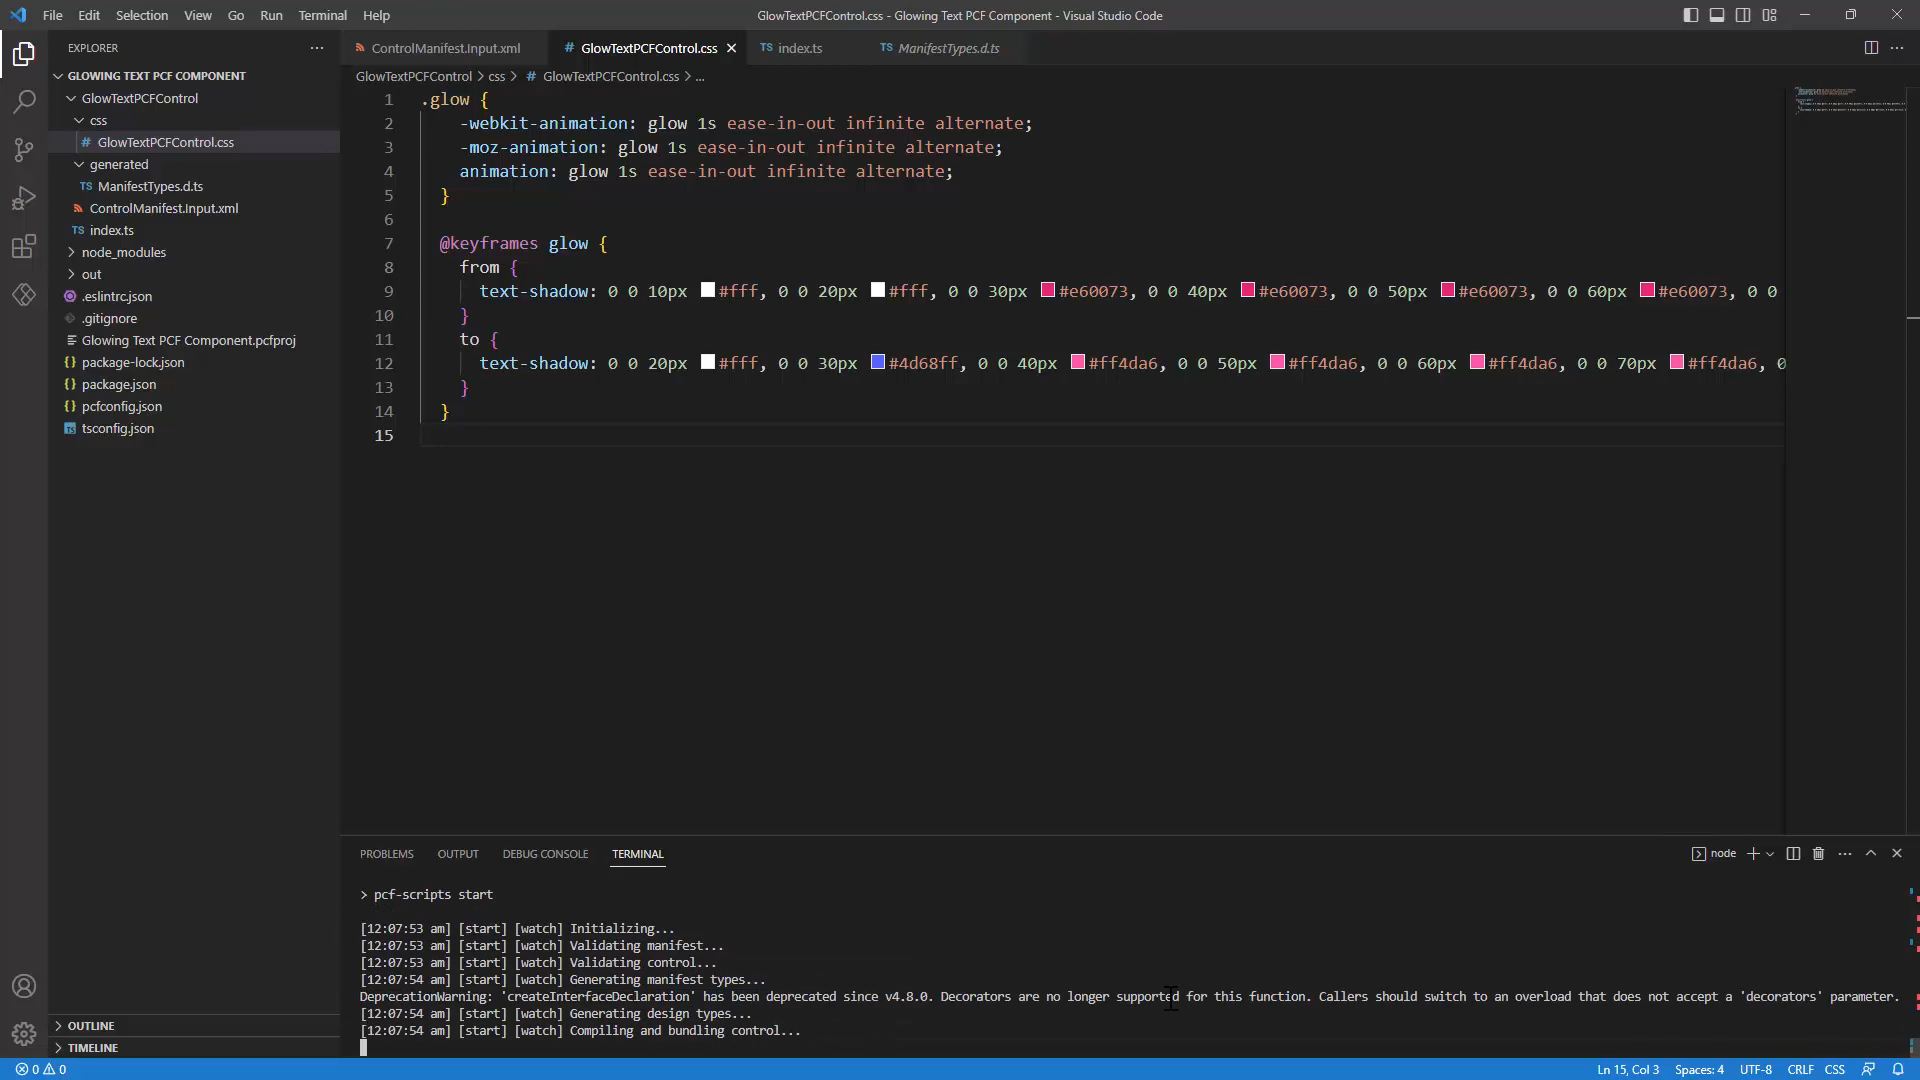 File Edit Selection View Go Run Terminal Help
GlowTextPCFControl.css - Glowing Text PCF Component - Visual Studio Code
EXPLORER
GLOWING TEXT PCF COMPONENT
GlowTextPCFControl
css
# GlowTextPCFControl.css
generated
TS ManifestTypes.d.ts
ControlManifest.Input.xml
TS index.ts
node_modules
out
.eslintrc.json
.gitignore
Glowing Text PCF Component.pcfproj
{} package-lock.json
{} package.json
{} pcfconfig.json
TS tsconfig.json
OUTLINE
TIMELINE
ControlManifest.Input.xml # GlowTextPCFControl.css TS index.ts TS ManifestTypes.d.ts
GlowTextPCFControl > css > # GlowTextPCFControl.css > ...
1 .glow {
2 -webkit-animation: glow 1s ease-in-out infinite alternate;
3 -moz-animation: glow 1s ease-in-out infinite alternate;
4 animation: glow 1s ease-in-out infinite alternate;
5 }
6
7 @keyframes glow {
8 from {
9 text-shadow: 0 0 10px #fff, 0 0 20px #fff, 0 0 30px #e60073, 0 0 40px #e60073, 0 0 50px #e60073, 0 0 60px #e60073, 0 0
10 }
11 to {
12 text-shadow: 0 0 20px #fff, 0 0 30px #4d68ff, 0 0 40px #ff4da6, 0 0 50px #ff4da6, 0 0 60px #ff4da6, 0 0 70px #ff4da6, 0
13 }
14 }
15
PROBLEMS OUTPUT DEBUG CONSOLE TERMINAL
node
> pcf-scripts start
[12:07:53 am] [start] [watch] Initializing...
[12:07:53 am] [start] [watch] Validating manifest...
[12:07:53 am] [start] [watch] Validating control...
[12:07:54 am] [start] [watch] Generating manifest types...
DeprecationWarning: 'createInterfaceDeclaration' has been deprecated since v4.8.0. Decorators are no longer supported for this function. Callers should switch to an overload that does not accept a 'decorators' parameter.
[12:07:54 am] [start] [watch] Generating design types...
[12:07:54 am] [start] [watch] Compiling and bundling control...
0 0
Ln 15, Col 3 Spaces: 4 UTF-8 CRLF CSS